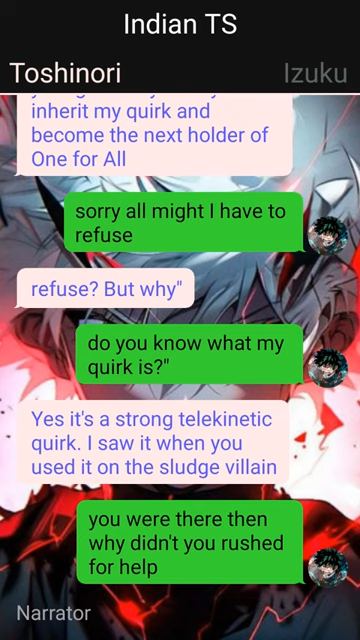 Indian TS
Toshinori Izuku
inherit my quirk and
become the next holder of
One for All
sorry all might I have to
refuse
refuse? But why"
do you know what my
quirk is?"
Yes it's a strong telekinetic
quirk. I saw it when you
used it on the sludge villain
you were there then
why didn't you rushed
for help
Narrator